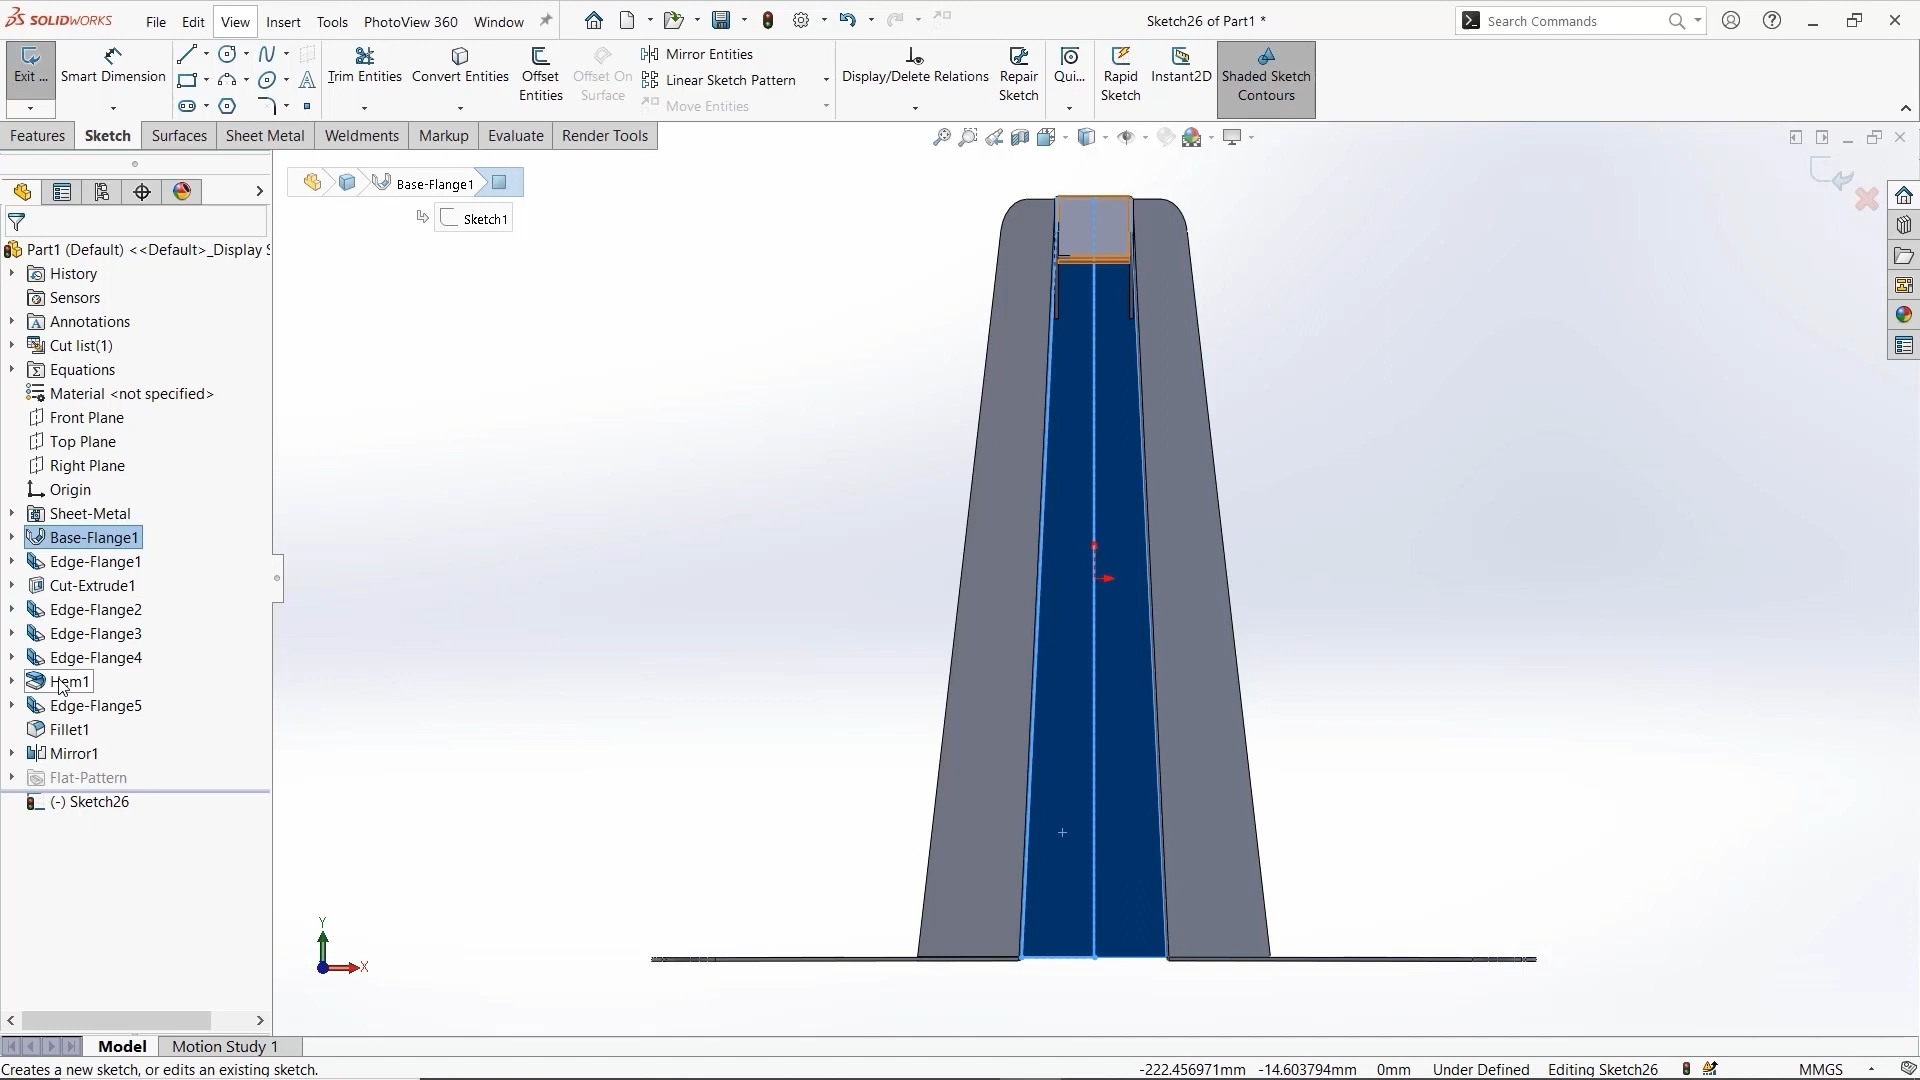 SOLIDWORKS File Edit View Insert Tools PhotoView 360 Window Sketch26 of Part1 * Search Commands
Exit ... Smart Dimension Trim Entities Convert Entities Offset Entities Offset On Surface Mirror Entities Linear Sketch Pattern Move Entities Display/Delete Relations Repair Sketch Qui... Rapid Sketch Instant2D Shaded Sketch Contours
Features Sketch Surfaces Sheet Metal Weldments Markup Evaluate Render Tools
Base-Flange1
Sketch1
Part1 (Default) <<Default>_Display S
History
Sensors
Annotations
Cut list(1)
Equations
Material <not specified>
Front Plane
Top Plane
Right Plane
Origin
Sheet-Metal
Base-Flange1
Edge-Flange1
Cut-Extrude1
Edge-Flange2
Edge-Flange3
Edge-Flange4
Hem1
Edge-Flange5
Fillet1
Mirror1
Flat-Pattern
(-) Sketch26
Y
X
Model Motion Study 1
Creates a new sketch, or edits an existing sketch. -222.456971mm -14.603794mm 0mm Under Defined Editing Sketch26 MMGS